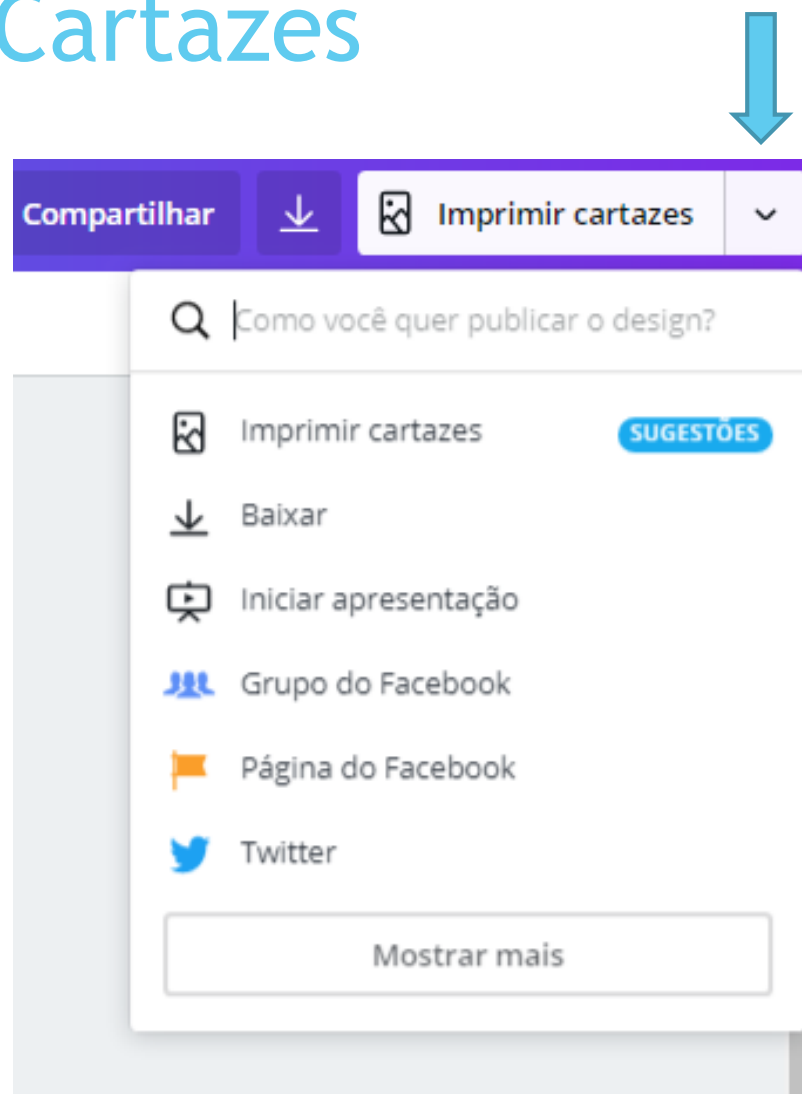 Cartazes
Compartilhar Imprimir cartazes
Como você quer publicar o design?
Imprimir cartazes SUGESTÕES
Baixar
Iniciar apresentação
Grupo do Facebook
Página do Facebook
Twitter
Mostrar mais